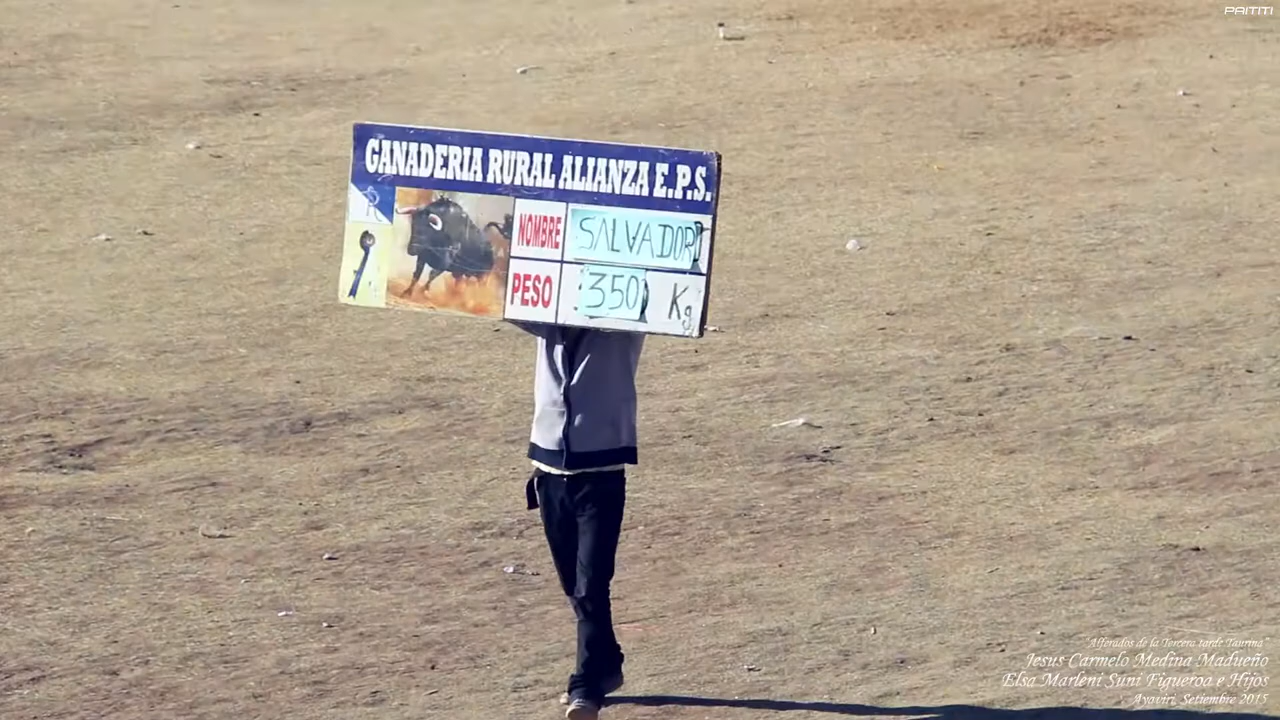 PAITITI
GANADERIA RURAL ALIANZA E.P.S.
R
NOMBRE SALVADOR
PESO 350 Kg
"Alferados de la Tercera tarde Taurina"
Jesus Carmelo Medina Madueño
Elsa Marleni Suni Figueroa e Hijos
Ayaviri, Setiembre 2015